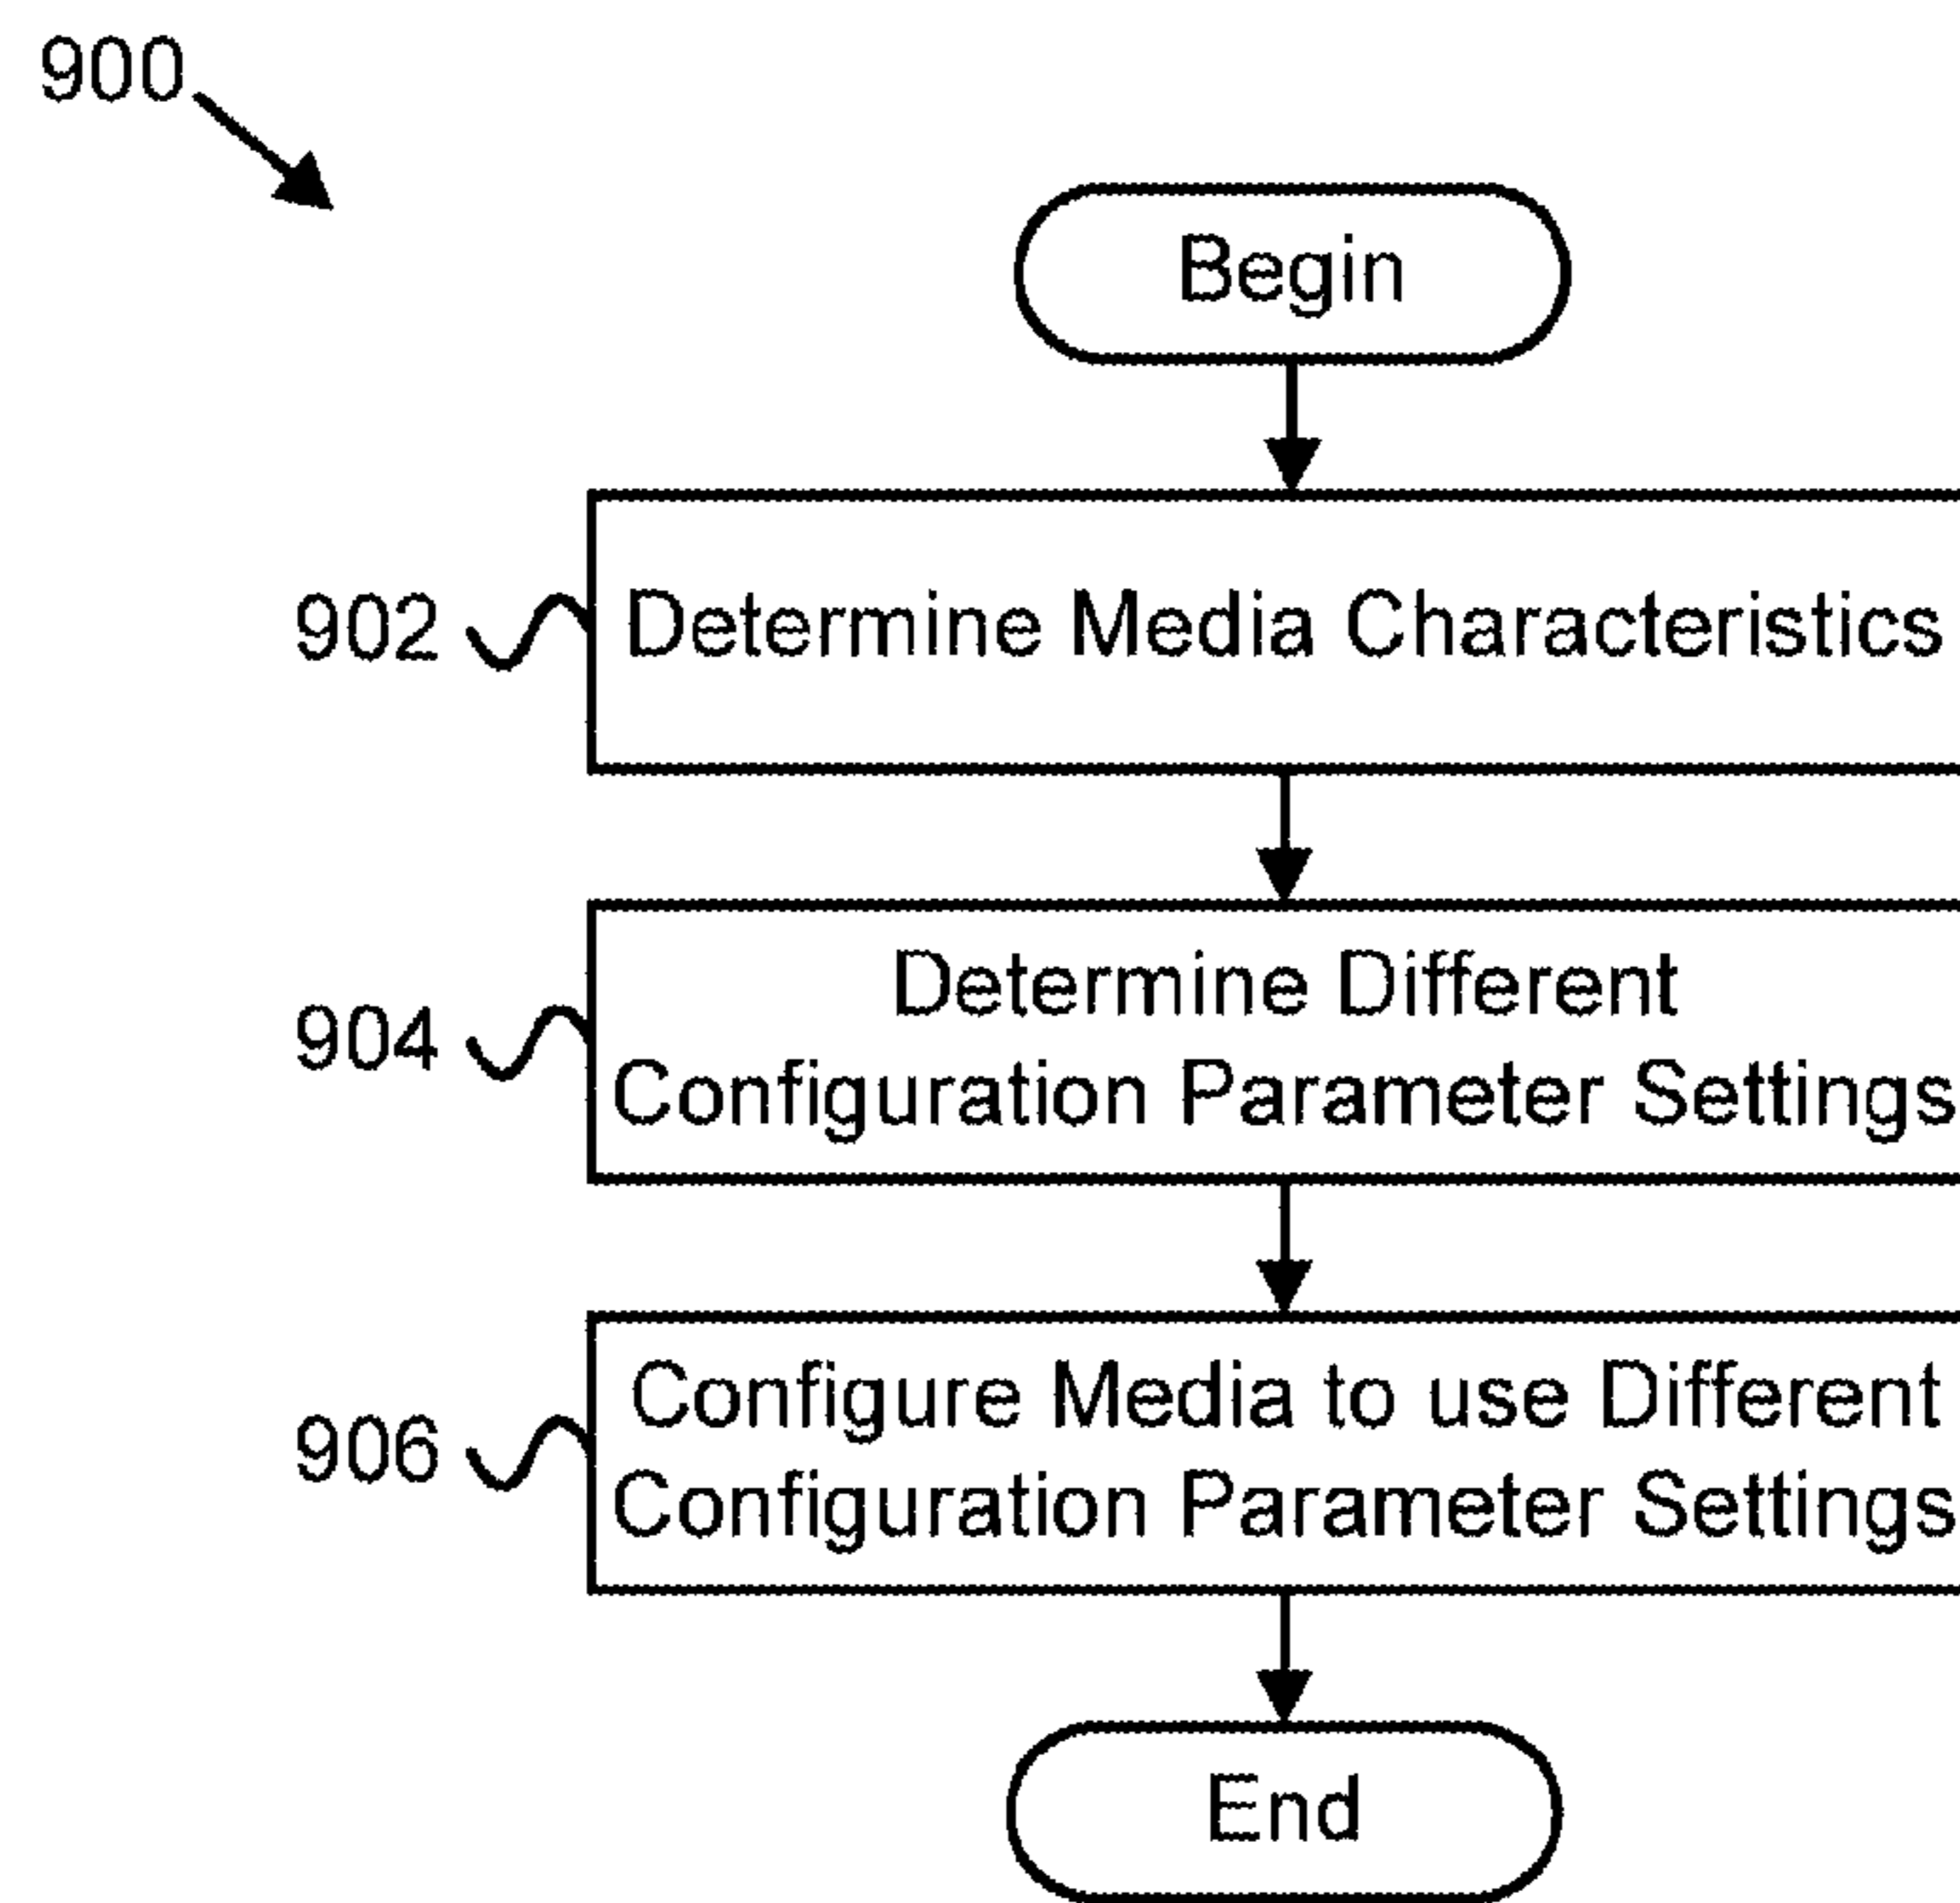 900
Begin
902
Determine Media Characteristics
904
Determine Different
Configuration Parameter Settings
906
Configure Media to use Different
Configuration Parameter Settings
End